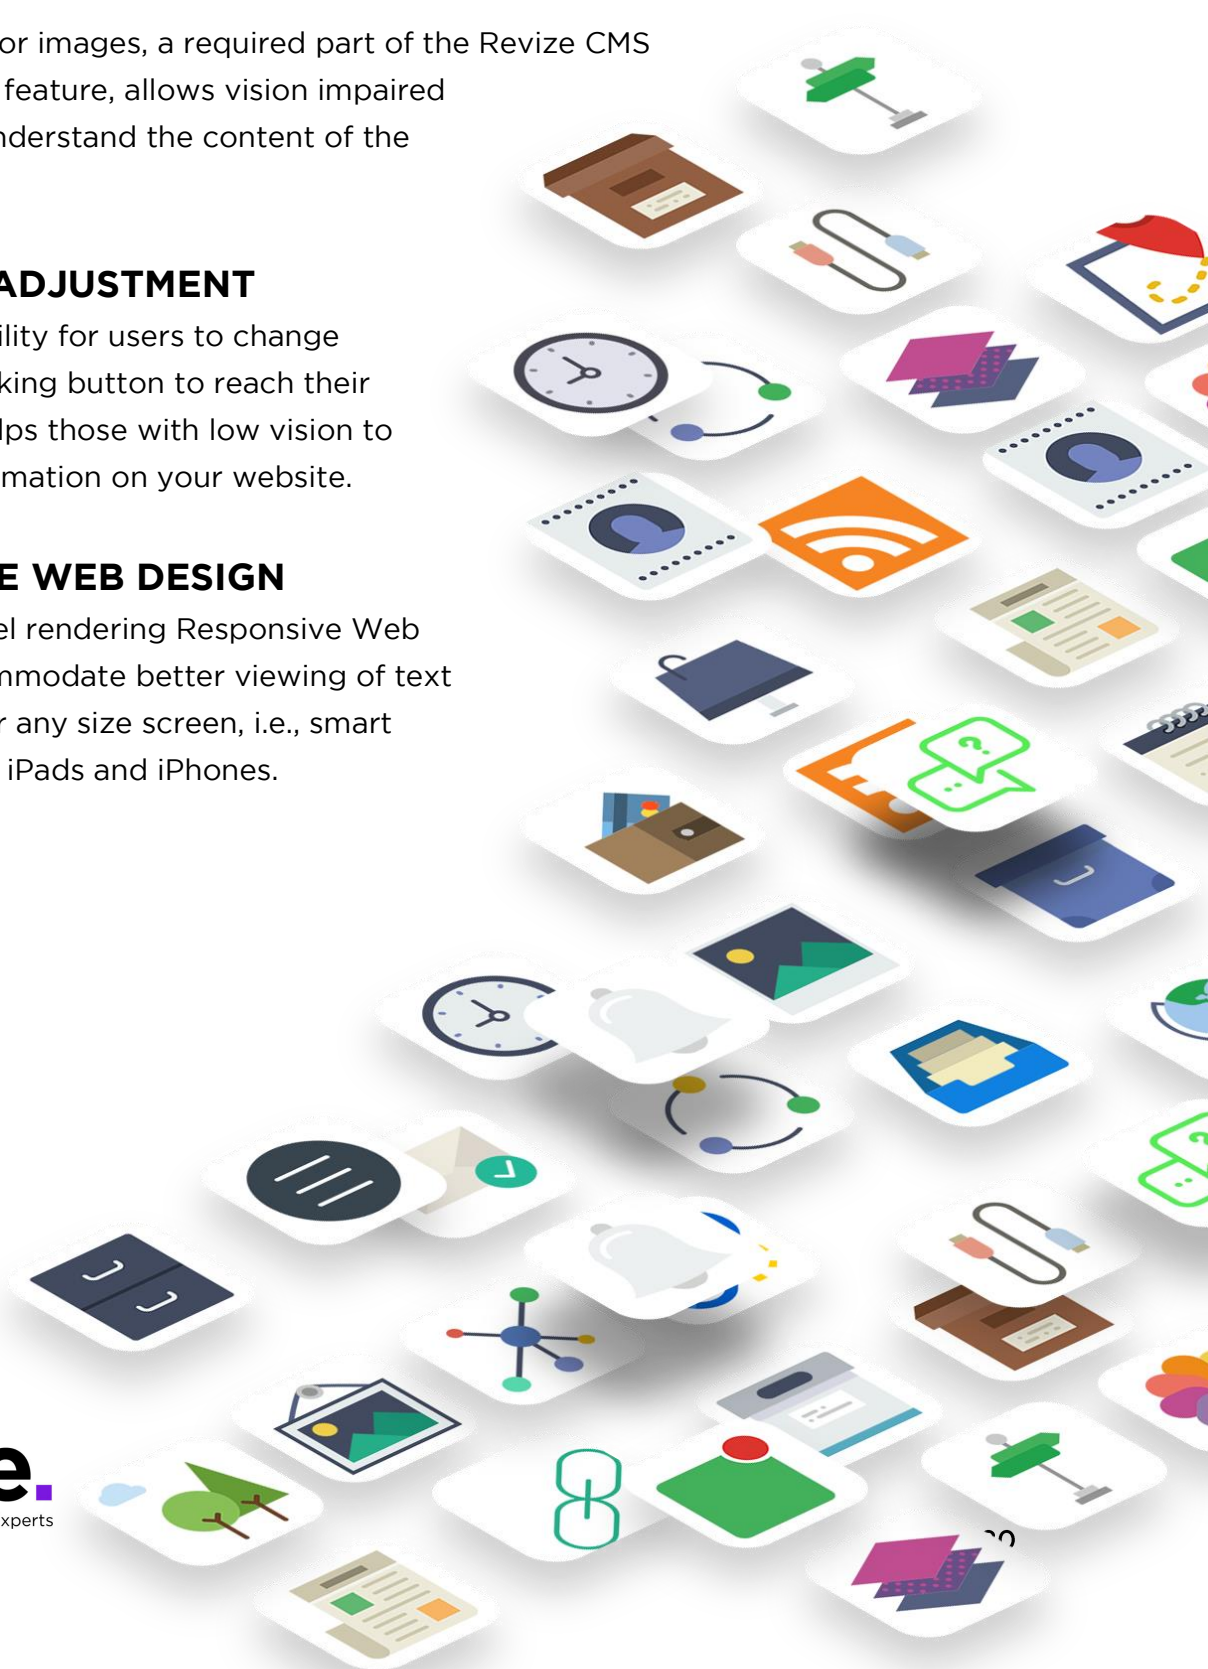 or images, a required part of the Revize CMS
feature, allows vision impaired
nderstand the content of the
ADJUSTMENT
ility for users to change
king button to reach their
lps those with low vision to
mation on your website.
E WEB DESIGN
el rendering Responsive Web
mmodate better viewing of text
r any size screen, i.e., smart
iPads and iPhones.
e.
xperts